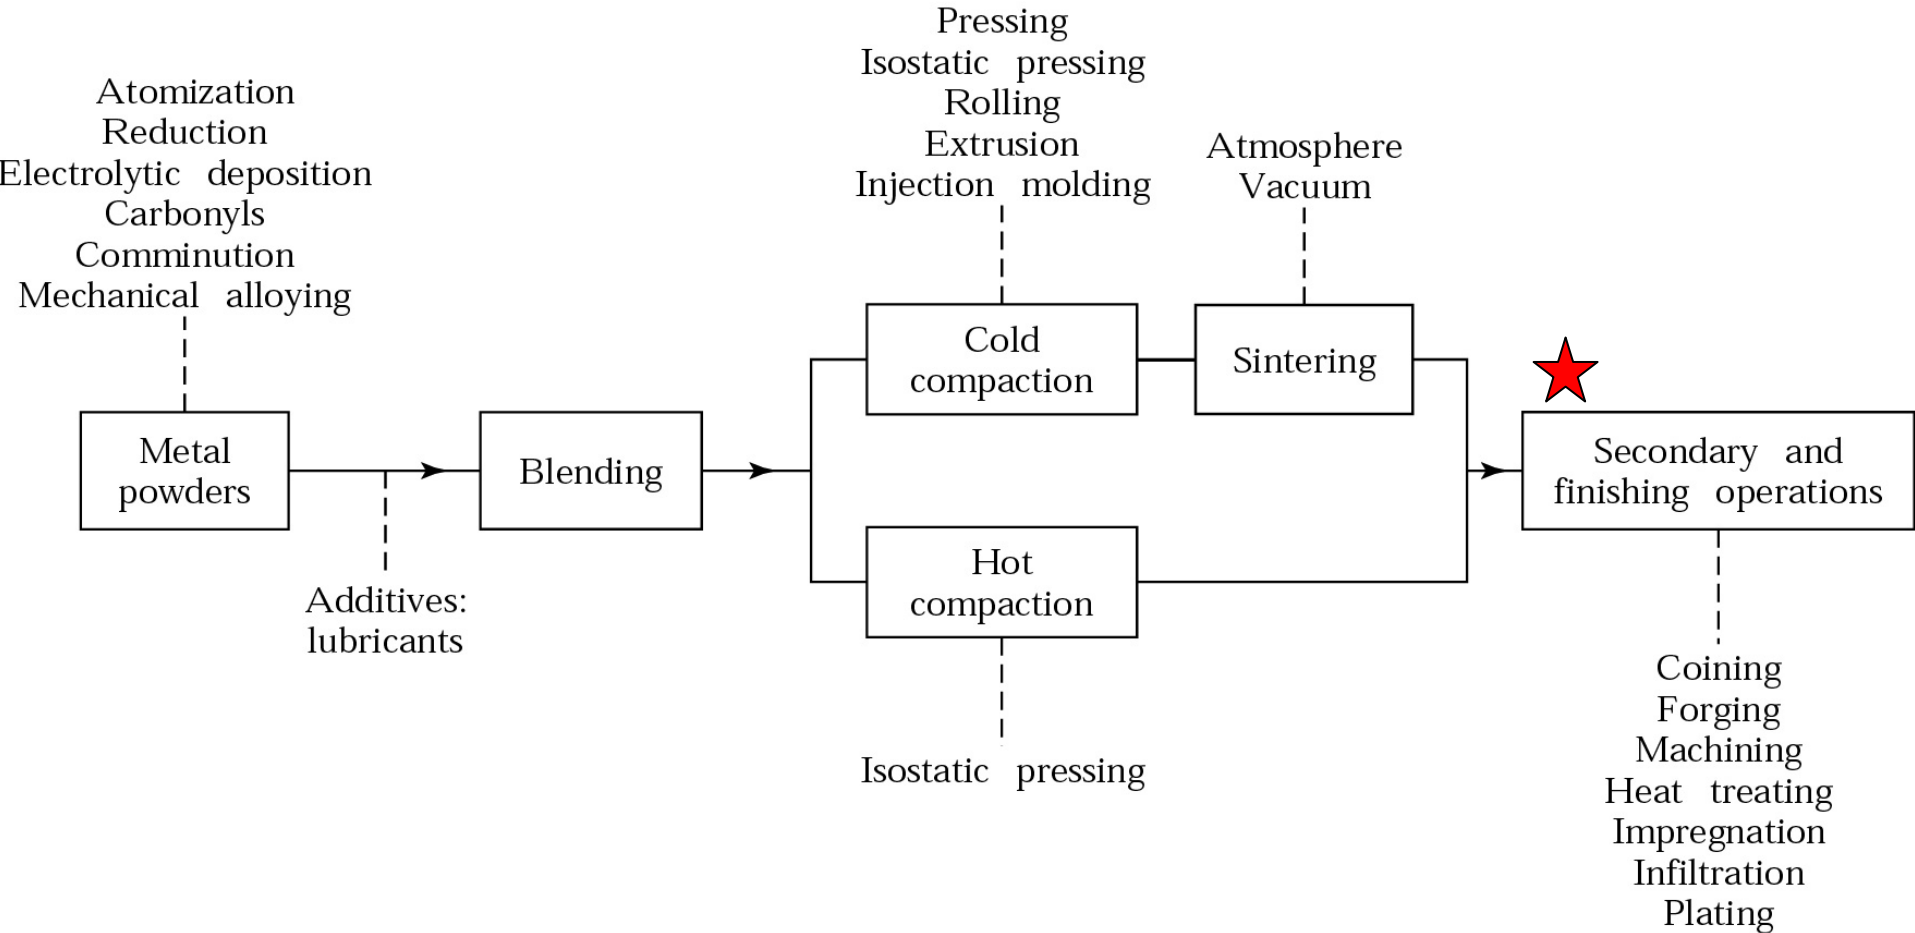 Atomization
Reduction
Electrolytic deposition
Carbonyls
Comminution
Mechanical alloying
Metal
powders
Additives:
lubricants
Blending
Pressing
Isostatic pressing
Rolling
Extrusion
Injection molding
Cold
compaction
Atmosphere
Vacuum
Sintering
Hot
compaction
Isostatic pressing
Secondary and
finishing operations
Coining
Forging
Machining
Heat treating
Impregnation
Infiltration
Plating